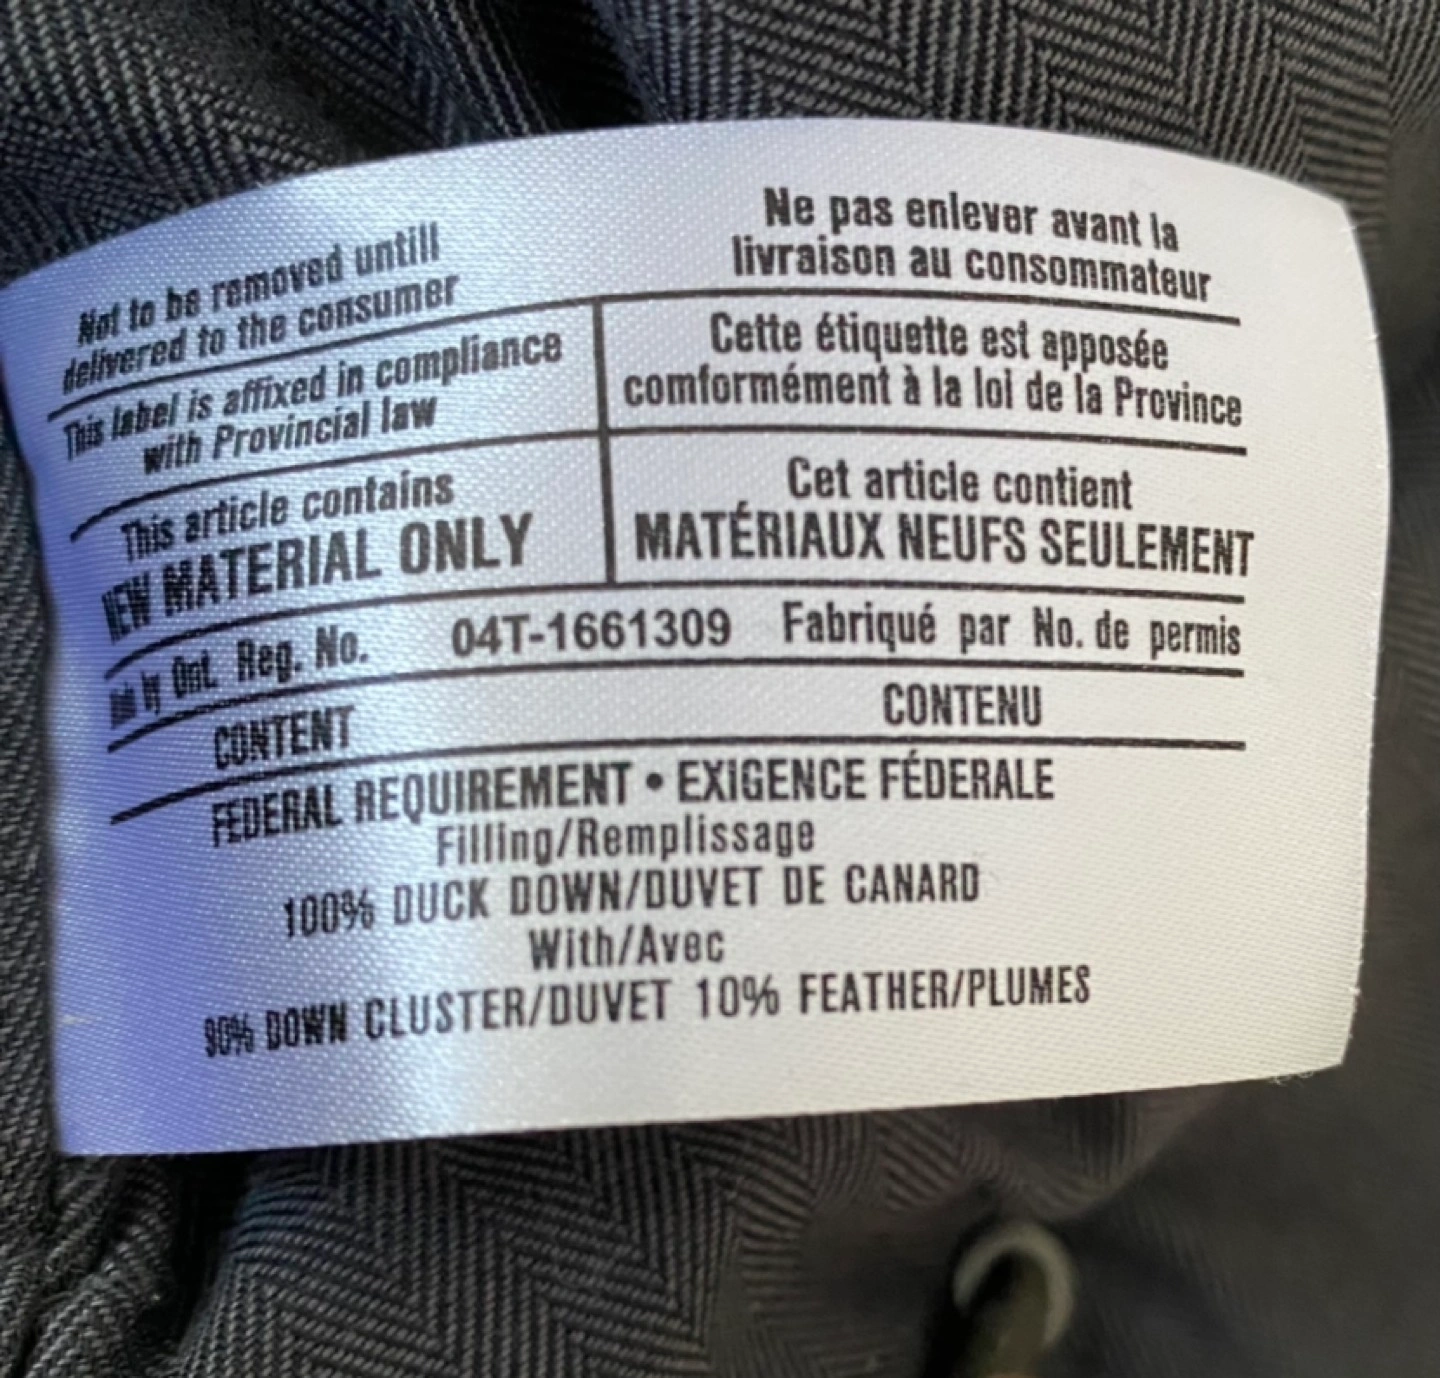 Not to be removed untill
delivered to the consumer
Ne pas enlever avant la
livraison au consommateur
This label is affixed in compliance
with Provincial law
Cette étiquette est apposée
comformément à la loi de la Province
This article contains
NEW MATERIAL ONLY
Cet article contient
MATÉRIAUX NEUFS SEULEMENT
Made by Ont. Reg. No. 04T-1661309 Fabriqué par No. de permis
CONTENT CONTENU
FEDERAL REQUIREMENT • EXIGENCE FÉDERALE
Filling/Remplissage
100% DUCK DOWN/DUVET DE CANARD
With/Avec
90% DOWN CLUSTER/DUVET 10% FEATHER/PLUMES